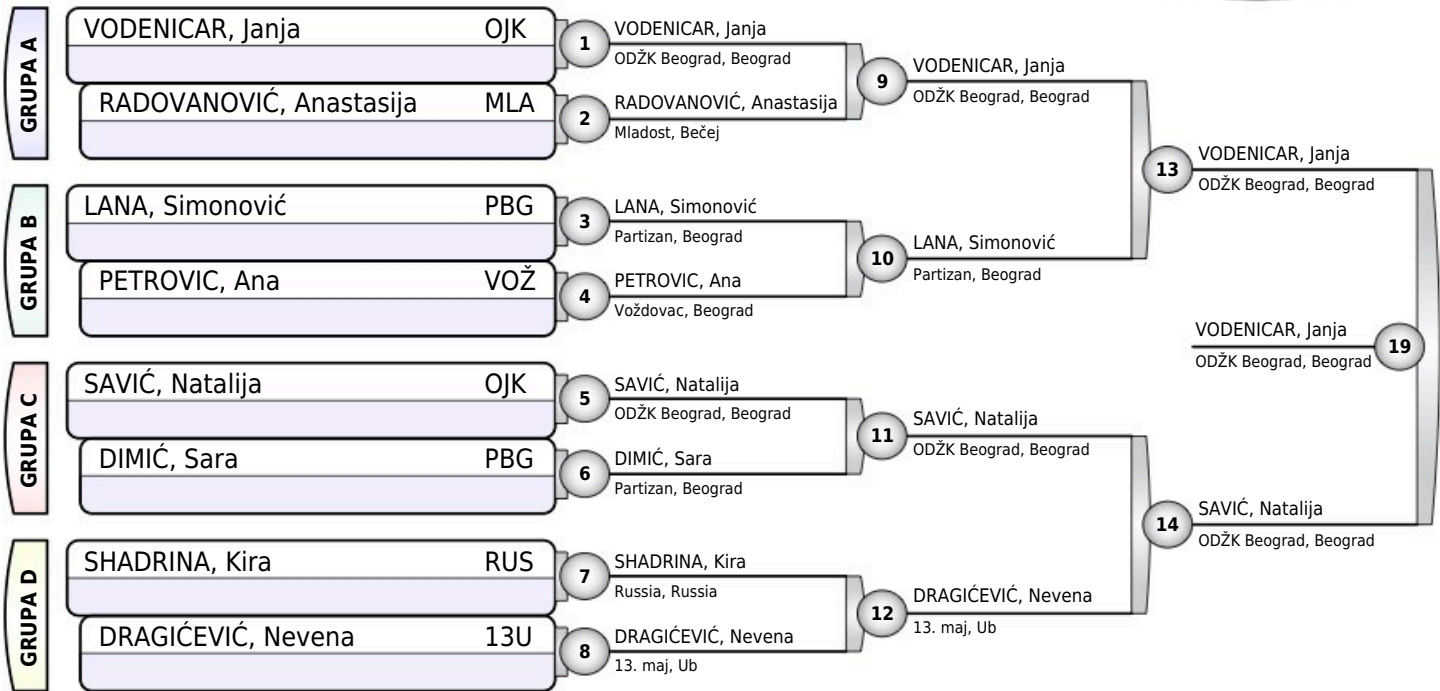 GRUPA A
VODENICAR, Janja OJK
RADOVANOVIĆ, Anastasija MLA
GRUPA B
LANA, Simonović PBG
PETROVIC, Ana VOŽ
GRUPA C
SAVIĆ, Natalija OJK
DIMIĆ, Sara PBG
GRUPA D
SHADRINA, Kira RUS
DRAGIĆEVIĆ, Nevena 13U
1
VODENICAR, Janja
ODŽK Beograd, Beograd
2
RADOVANOVIĆ, Anastasija
Mladost, Bečej
3
LANA, Simonović
Partizan, Beograd
4
PETROVIC, Ana
Voždovac, Beograd
5
SAVIĆ, Natalija
ODŽK Beograd, Beograd
6
DIMIĆ, Sara
Partizan, Beograd
7
SHADRINA, Kira
Russia, Russia
8
DRAGIĆEVIĆ, Nevena
13. maj, Ub
9
VODENICAR, Janja
ODŽK Beograd, Beograd
10
LANA, Simonović
Partizan, Beograd
11
SAVIĆ, Natalija
ODŽK Beograd, Beograd
12
DRAGIĆEVIĆ, Nevena
13. maj, Ub
13
VODENICAR, Janja
ODŽK Beograd, Beograd
14
SAVIĆ, Natalija
ODŽK Beograd, Beograd
VODENICAR, Janja
ODŽK Beograd, Beograd
19